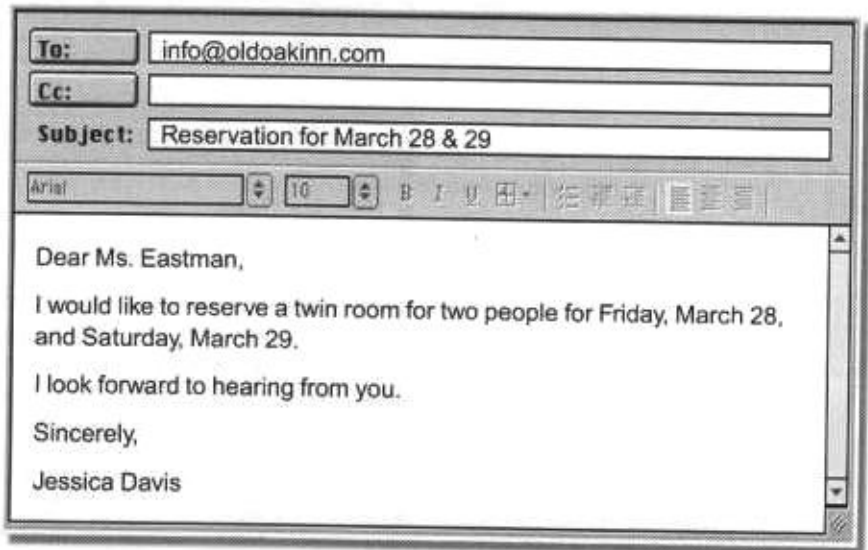 To: info@oldoakinn.com
Cc:
Subject: Reservation for March 28 & 29
Arial 10 B I U
Dear Ms. Eastman,
I would like to reserve a twin room for two people for Friday, March 28,
and Saturday, March 29.
I look forward to hearing from you.
Sincerely,
Jessica Davis